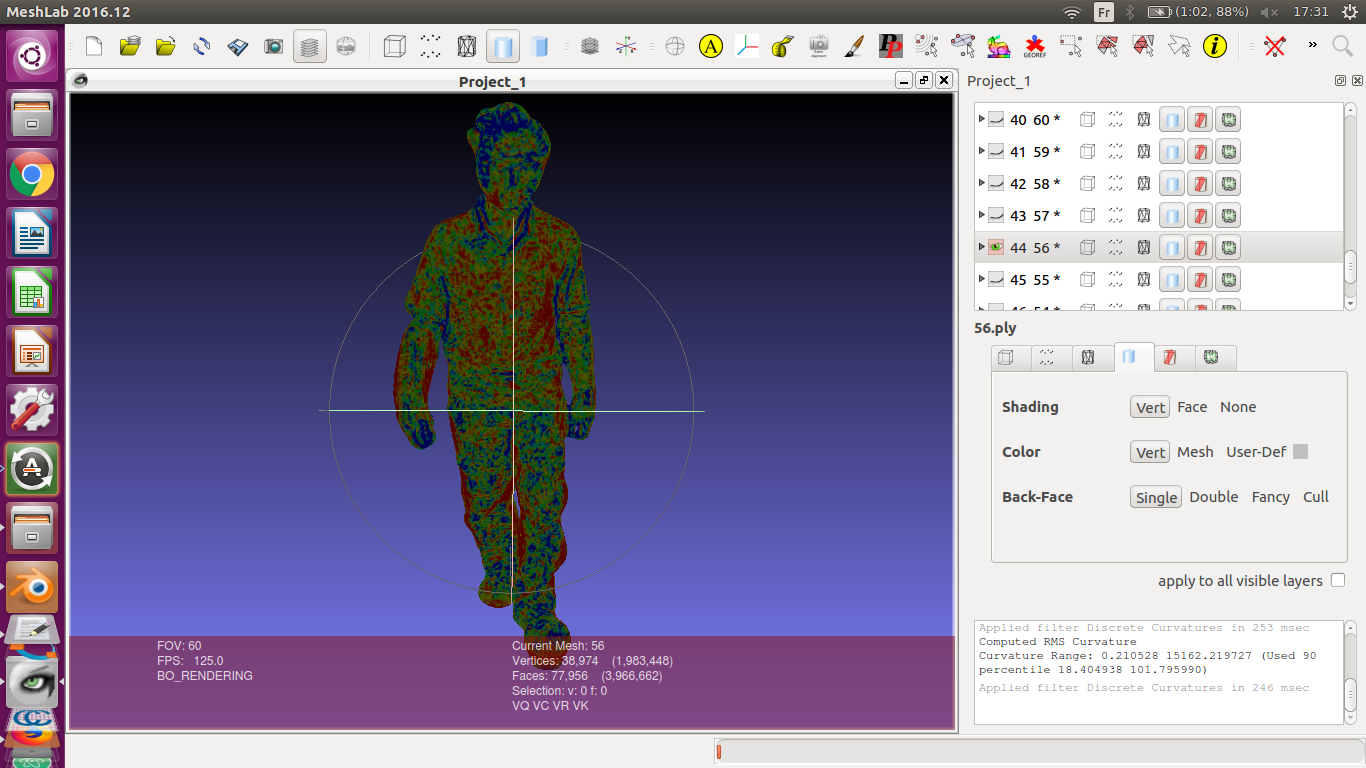 MeshLab 2016.12
Fr
(1:02, 88%)
17:31
A
PP
GEOREF
i
»
Project_1
Project_1
40 60 *
41 59 *
42 58 *
43 57 *
44 56 *
45 55 *
56.ply
Shading Vert Face None
Color Vert Mesh User-Def
Back-Face Single Double Fancy Cull
apply to all visible layers
FOV: 60
FPS: 125.0
BO_RENDERING
Current Mesh: 56
Vertices: 38,974 (1,983,448)
Faces: 77,956 (3,966,662)
Selection: v: 0 f: 0
VQ VC VR VK
Applied filter Discrete Curvatures in 253 msec
Computed RMS Curvature
Curvature Range: 0.210528 15162.219727 (Used 90
percentile 18.404938 101.795990)
Applied filter Discrete Curvatures in 246 msec